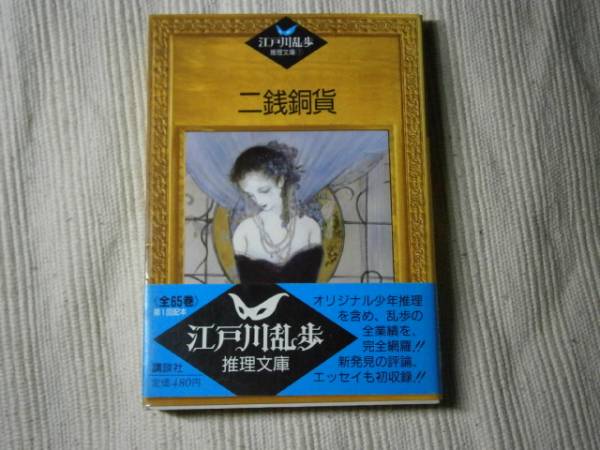 江戸川乱歩
推理文庫
二銭銅貨
〈全65巻〉
第1回配本
江戸川乱歩
推理文庫
講談社
定価480円
オリジナル少年推理
を含め、乱歩の
全業績を、
完全網羅!!
新発見の評論、
エッセイも初収録!!